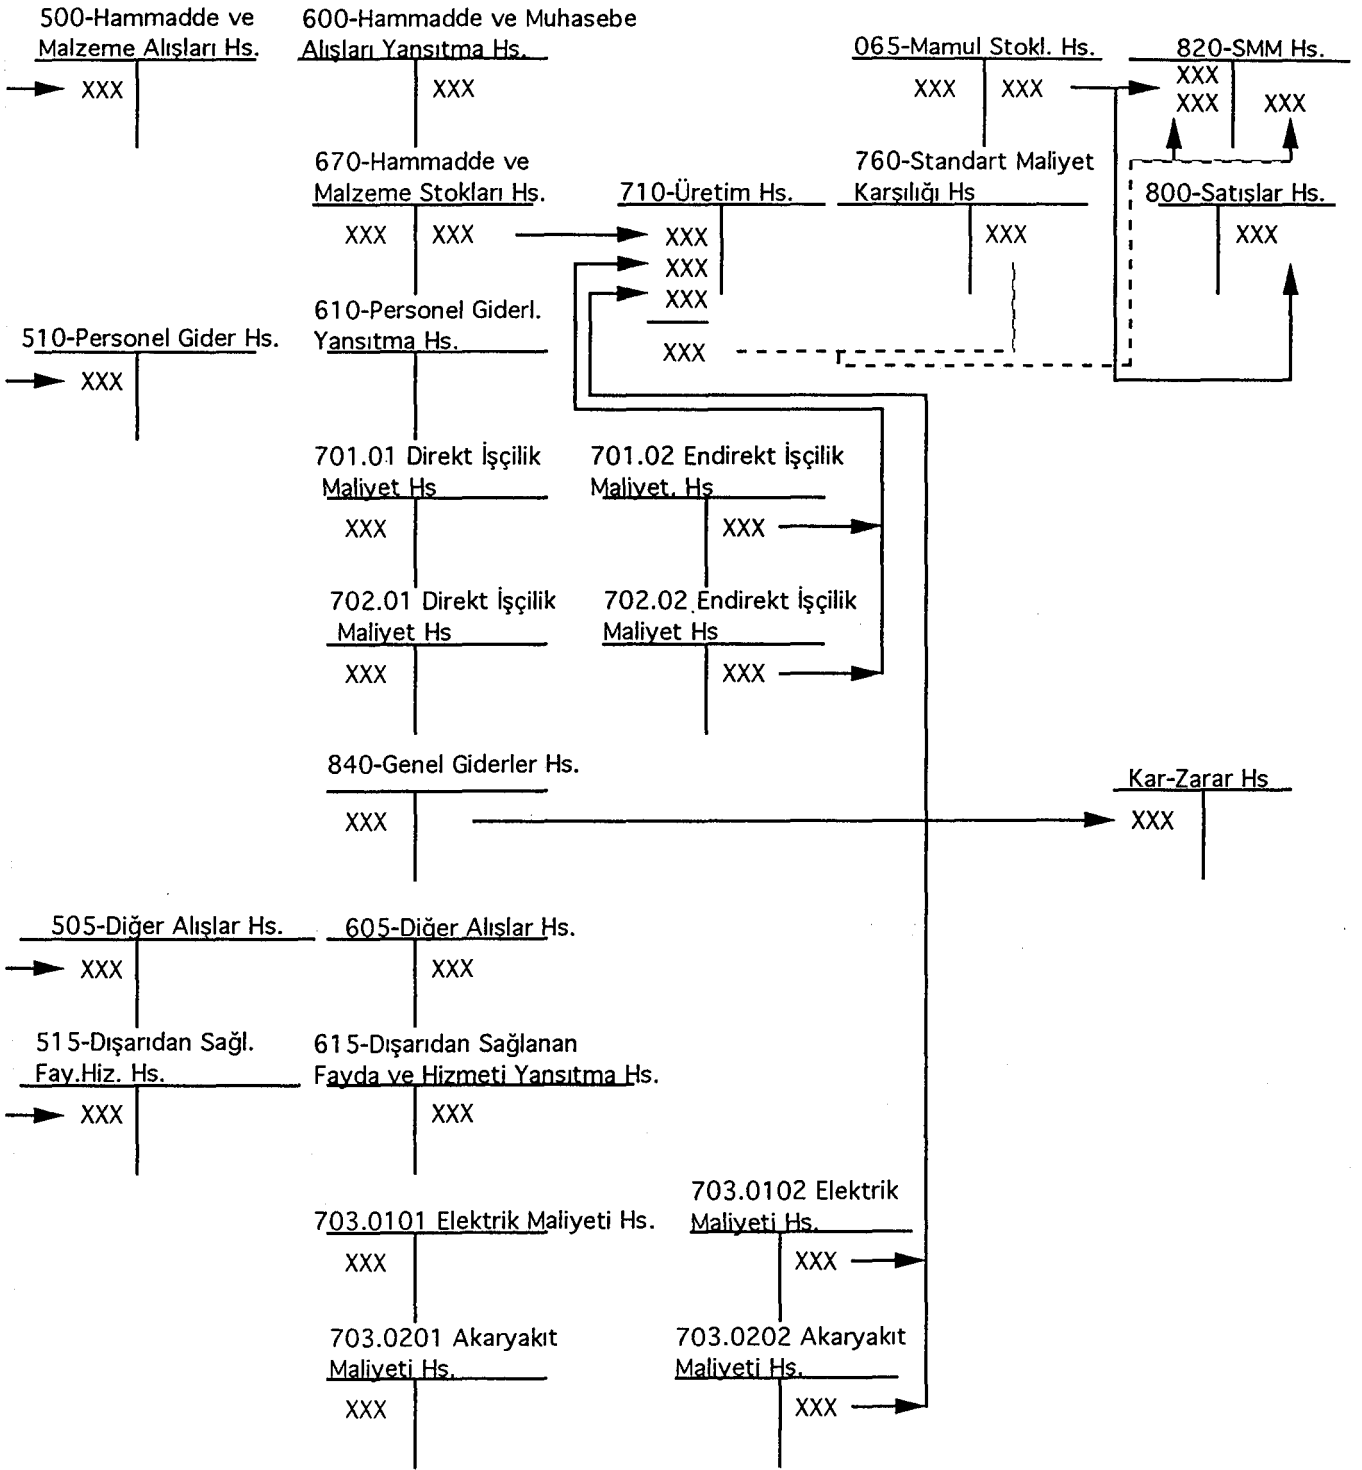 500-Hammadde ve
Malzeme Alışları Hs.
XXX
600-Hammadde ve Muhasebe
Alışları Yansıtma Hs.
XXX
065-Mamul Stokl. Hs.
XXX XXX
820-SMM Hs.
XXX
XXX XXX
670-Hammadde ve
Malzeme Stokları Hs.
XXX XXX
710-Üretim Hs.
XXX
XXX
XXX
XXX
760-Standart Maliyet
Karşılığı Hs
XXX
800-Satışlar Hs.
XXX
510-Personel Gider Hs.
XXX
610-Personel Giderl.
Yansıtma Hs.
701.01 Direkt İşçilik
Maliyet Hs
XXX
701.02 Endirekt İşçilik
Maliyet. Hs
XXX
702.01 Direkt İşçilik
Maliyet Hs
XXX
702.02 Endirekt İşçilik
Maliyet Hs
XXX
840-Genel Giderler Hs.
XXX
Kar-Zarar Hs
XXX
505-Diğer Alışlar Hs.
XXX
605-Diğer Alışlar Hs.
XXX
515-Dışarıdan Sağl.
Fay.Hiz. Hs.
XXX
615-Dışarıdan Sağlanan
Fayda ve Hizmeti Yansıtma Hs.
XXX
703.0101 Elektrik Maliyeti Hs.
XXX
703.0102 Elektrik
Maliyeti Hs.
XXX
703.0201 Akaryakıt
Maliyeti Hs.
XXX
703.0202 Akaryakıt
Maliyeti Hs.
XXX